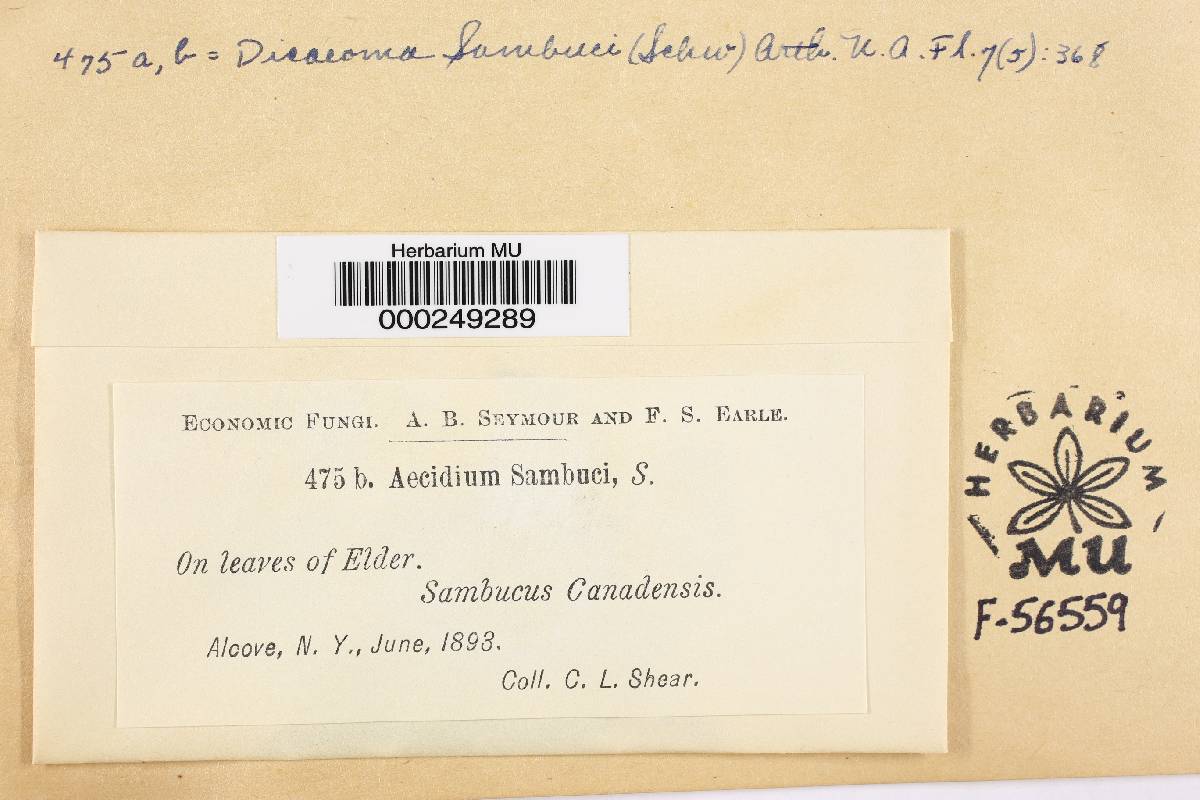 475 a, b = Dicaeoma Sambuci (Schw) Arth. N. A. Fl. 7(5): 368
Herbarium MU
000249289
ECONOMIC FUNGI. A. B. SEYMOUR AND F. S. EARLE.
475 b. Aecidium Sambuci, S.
On leaves of Elder.
Sambucus Canadensis.
Alcove, N. Y., June, 1893.
Coll. C. L. Shear.
HERBARIUM
MU
F-56559